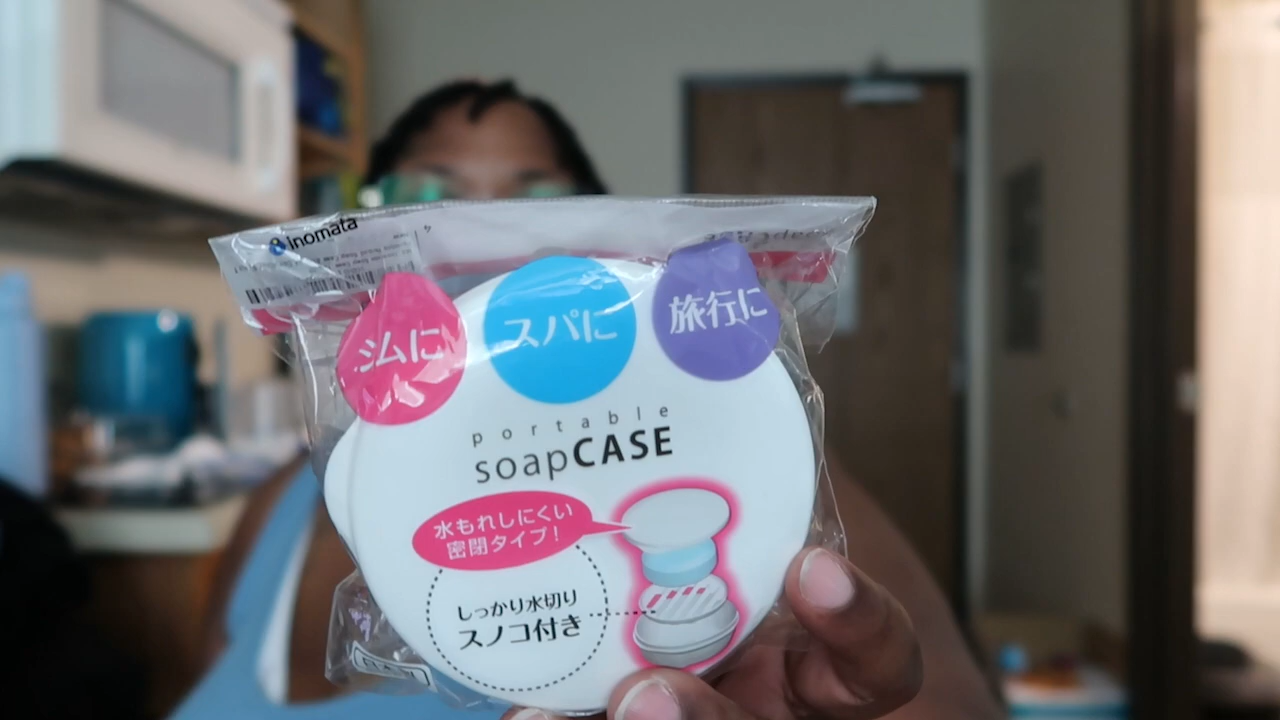 inomata
ジムに
スパに
旅行に
portable
soapCASE
水もれしにくい
密閉タイプ!
しっかり水切り
スノコ付き